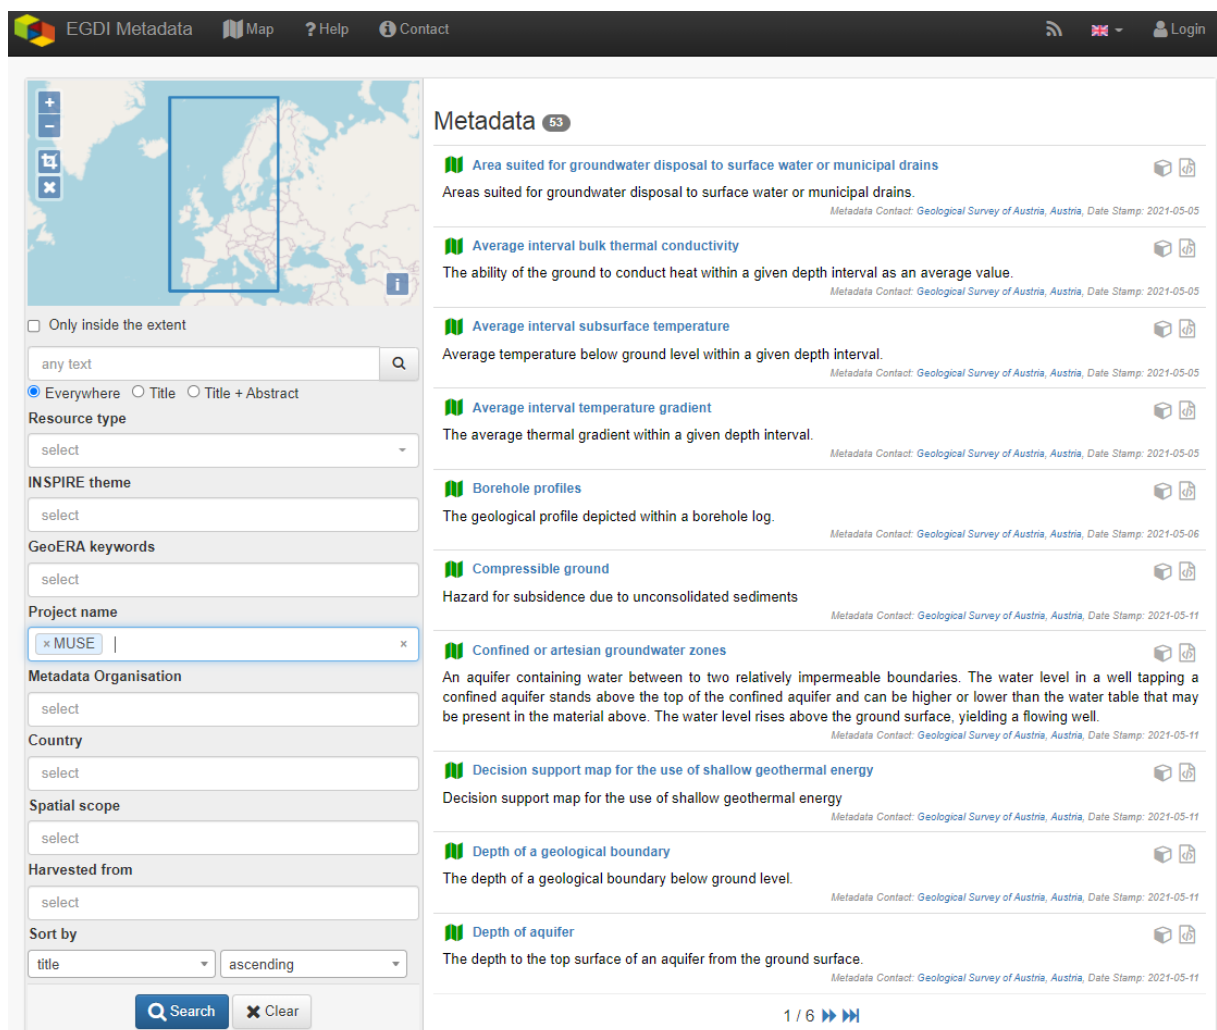 EGDI Metadata Map ? Help Contact Login
+
−
i
Only inside the extent
any text
Everywhere Title Title + Abstract
Resource type
select
INSPIRE theme
select
GeoERA keywords
select
Project name
× MUSE ×
Metadata Organisation
select
Country
select
Spatial scope
select
Harvested from
select
Sort by
title ascending
Search Clear
Metadata 53
Area suited for groundwater disposal to surface water or municipal drains
Areas suited for groundwater disposal to surface water or municipal drains.
Metadata Contact: Geological Survey of Austria, Austria, Date Stamp: 2021-05-05
Average interval bulk thermal conductivity
The ability of the ground to conduct heat within a given depth interval as an average value.
Metadata Contact: Geological Survey of Austria, Austria, Date Stamp: 2021-05-05
Average interval subsurface temperature
Average temperature below ground level within a given depth interval.
Metadata Contact: Geological Survey of Austria, Austria, Date Stamp: 2021-05-05
Average interval temperature gradient
The average thermal gradient within a given depth interval.
Metadata Contact: Geological Survey of Austria, Austria, Date Stamp: 2021-05-05
Borehole profiles
The geological profile depicted within a borehole log.
Metadata Contact: Geological Survey of Austria, Austria, Date Stamp: 2021-05-06
Compressible ground
Hazard for subsidence due to unconsolidated sediments
Metadata Contact: Geological Survey of Austria, Austria, Date Stamp: 2021-05-11
Confined or artesian groundwater zones
An aquifer containing water between to two relatively impermeable boundaries. The water level in a well tapping a
confined aquifer stands above the top of the confined aquifer and can be higher or lower than the water table that may
be present in the material above. The water level rises above the ground surface, yielding a flowing well.
Metadata Contact: Geological Survey of Austria, Austria, Date Stamp: 2021-05-11
Decision support map for the use of shallow geothermal energy
Decision support map for the use of shallow geothermal energy
Metadata Contact: Geological Survey of Austria, Austria, Date Stamp: 2021-05-11
Depth of a geological boundary
The depth of a geological boundary below ground level.
Metadata Contact: Geological Survey of Austria, Austria, Date Stamp: 2021-05-11
Depth of aquifer
The depth to the top surface of an aquifer from the ground surface.
Metadata Contact: Geological Survey of Austria, Austria, Date Stamp: 2021-05-11
1 / 6